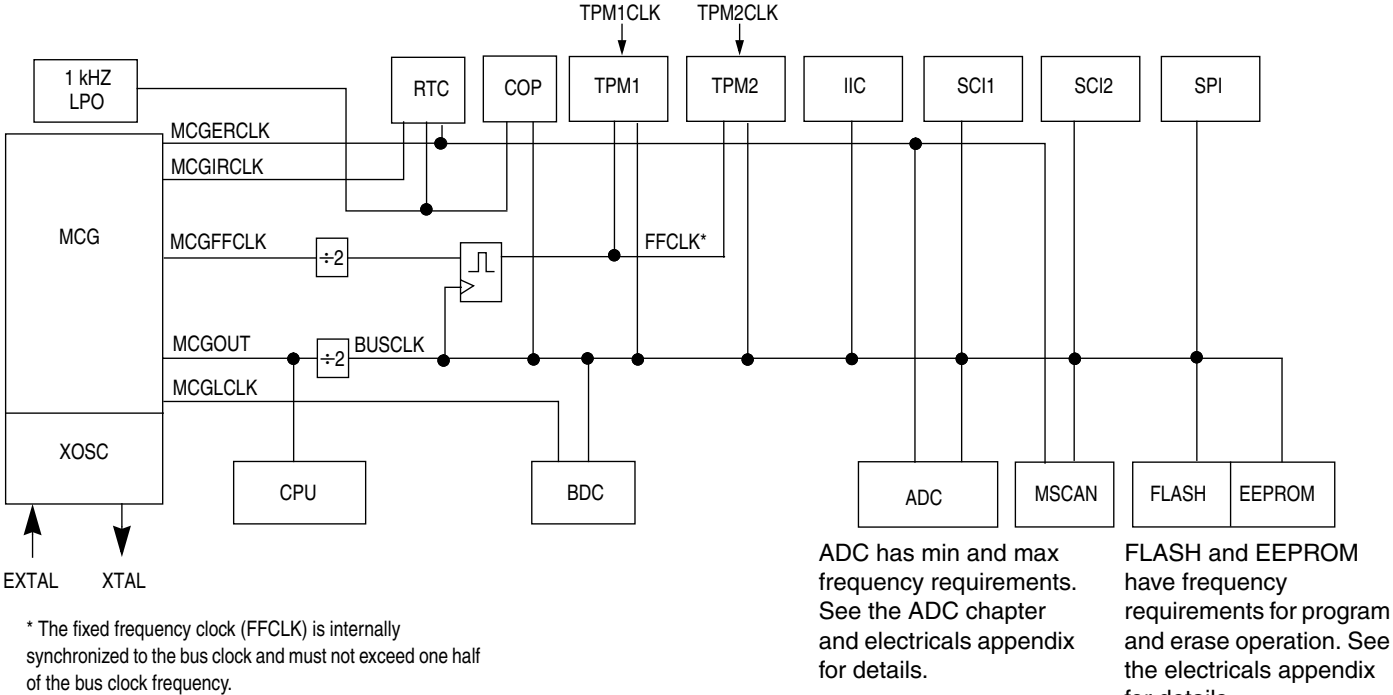 TPM1CLK TPM2CLK
1 kHZ
LPO
RTC COP TPM1 TPM2 IIC SCI1 SCI2 SPI
MCGERCLK
MCGIRCLK
MCG
MCGFFCLK ÷2 FFCLK*
MCGOUT ÷2 BUSCLK
MCGLCLK
XOSC
CPU BDC ADC MSCAN FLASH EEPROM
EXTAL XTAL
* The fixed frequency clock (FFCLK) is internally
synchronized to the bus clock and must not exceed one half
of the bus clock frequency.
ADC has min and max
frequency requirements.
See the ADC chapter
and electricals appendix
for details.
FLASH and EEPROM
have frequency
requirements for program
and erase operation. See
the electricals appendix
for details